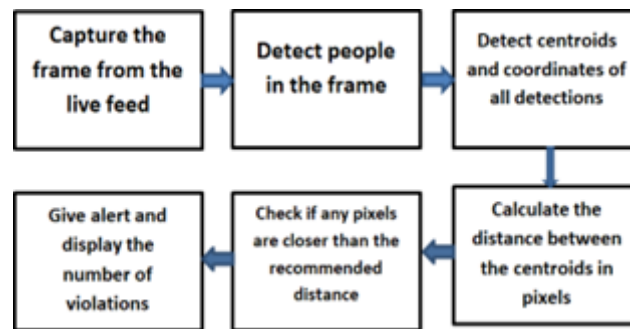 Capture the
frame from the
live feed
Detect people
in the frame
Detect centroids
and coordinates of
all detections
Calculate the
distance between
the centroids in
pixels
Check if any pixels
are closer than the
recommended
distance
Give alert and
display the
number of
violations